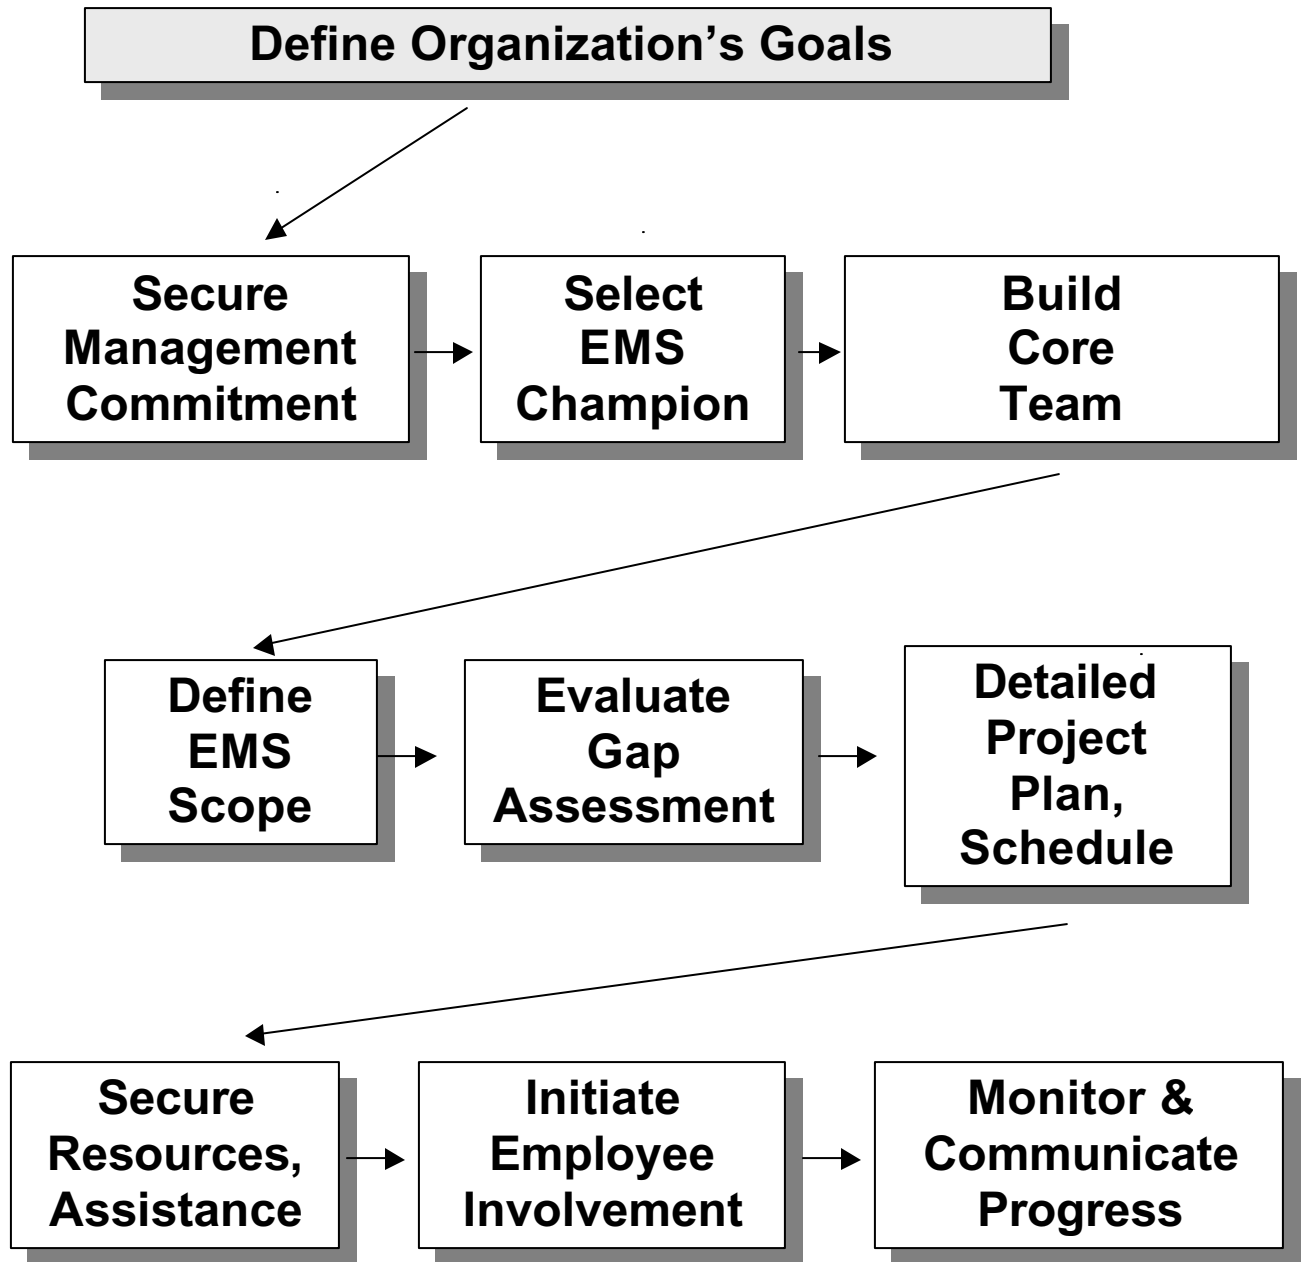 Define Organization’s Goals
Secure
Management
Commitment
Select
EMS
Champion
Build
Core
Team
Define
EMS
Scope
Evaluate
Gap
Assessment
Detailed
Project
Plan,
Schedule
Secure
Resources,
Assistance
Initiate
Employee
Involvement
Monitor &
Communicate
Progress